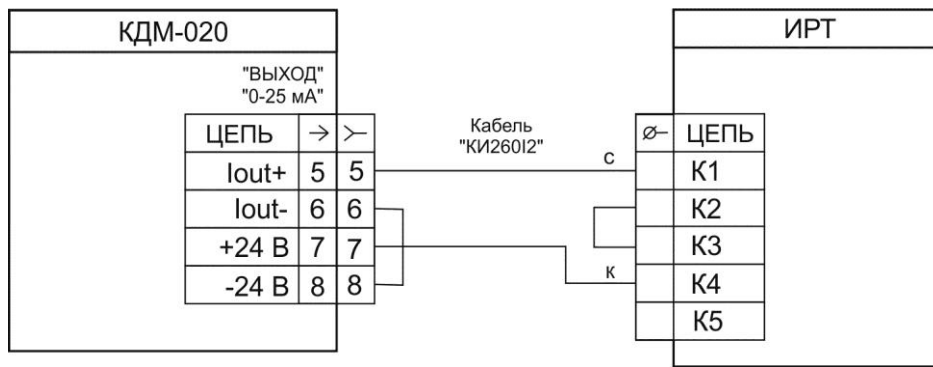 КДМ-020
ИРТ
"ВЫХОД"
"0-25 мА"
ЦЕПЬ
Iout+ 5 5
Iout- 6 6
+24 В 7 7
-24 В 8 8
Кабель
"КИ260I2"
с
к
ЦЕПЬ
К1
К2
К3
К4
К5